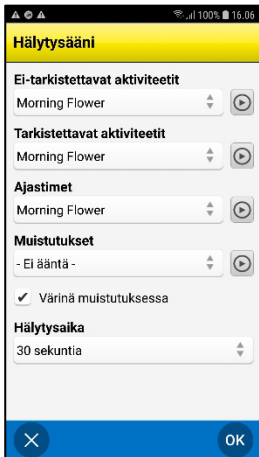 100% 16.06
Hälytysääni
Ei-tarkistettavat aktiviteetit
Morning Flower
Tarkistettavat aktiviteetit
Morning Flower
Ajastimet
Morning Flower
Muistutukset
- Ei ääntä -
Värinä muistutuksessa
Hälytysaika
30 sekuntia
OK